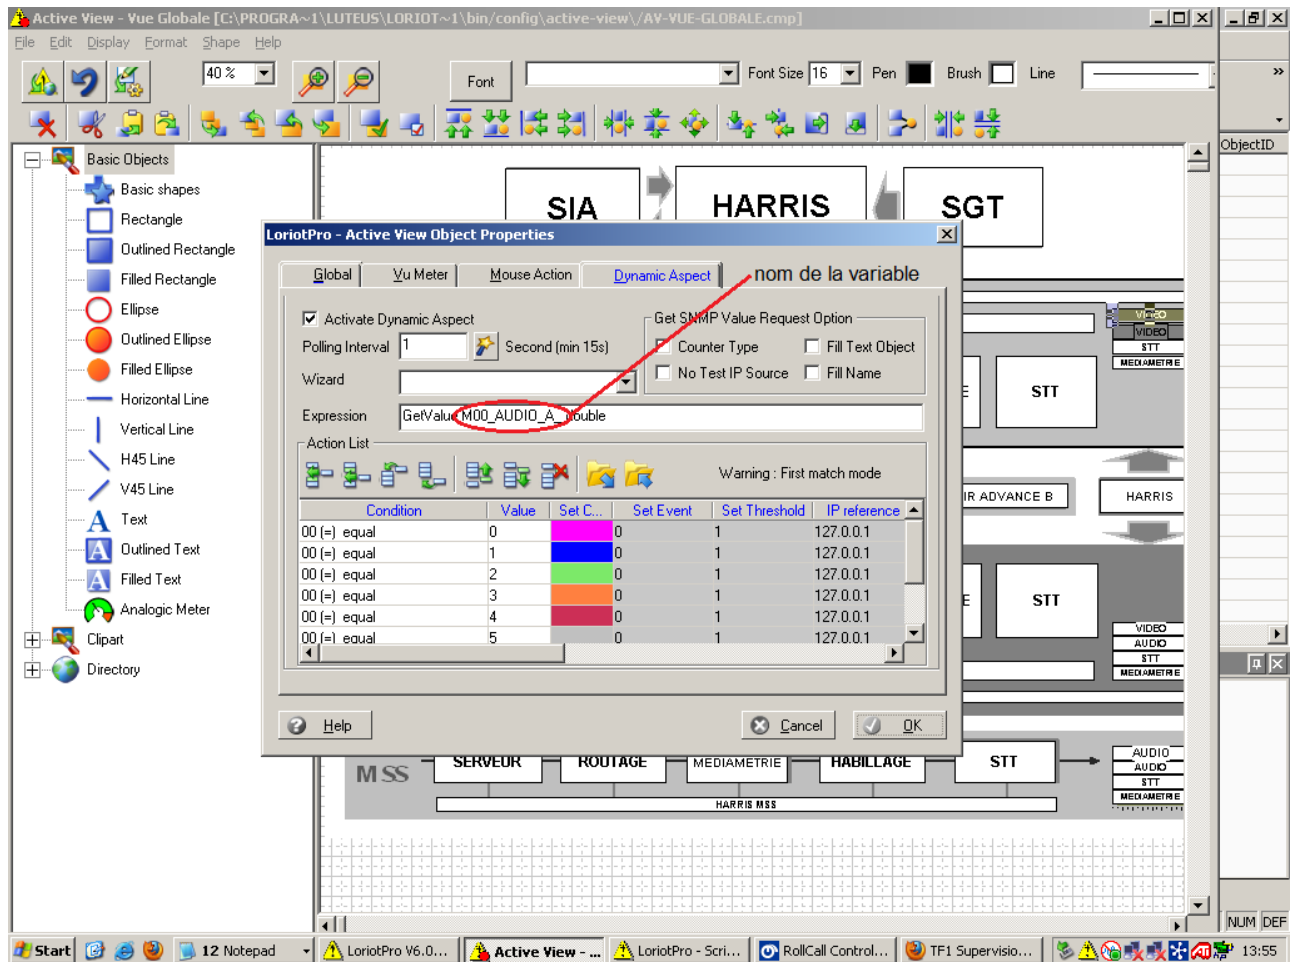 Active View - Vue Globale [C:\PROGRA~1\LUTEUS\LORIOT~1\bin/config\active-view\/AV-VUE-GLOBALE.cmp]
File Edit Display Format Shape Help
40 % Font Font Size 16 Pen Brush Line
»
ObjectID
Basic Objects
Basic shapes
Rectangle
Outlined Rectangle
Filled Rectangle
Ellipse
Outlined Ellipse
Filled Ellipse
Horizontal Line
Vertical Line
H45 Line
V45 Line
Text
Outlined Text
Filled Text
Analogic Meter
Clipart
Directory
SIA HARRIS SGT
LoriotPro - Active View Object Properties
Global Vu Meter Mouse Action Dynamic Aspect
nom de la variable
Activate Dynamic Aspect
Polling Interval 1 Second (min 15s)
Wizard
Get SNMP Value Request Option
Counter Type Fill Text Object
No Test IP Source Fill Name
Expression GetValue M00_AUDIO_A_ double
Action List
Warning : First match mode
Condition Value Set C... Set Event Set Threshold IP reference
00 (=) equal 0 0 1 127.0.0.1
00 (=) equal 1 0 1 127.0.0.1
00 (=) equal 2 0 1 127.0.0.1
00 (=) equal 3 0 1 127.0.0.1
00 (=) equal 4 0 1 127.0.0.1
00 (=) equal 5 0 1 127.0.0.1
Help Cancel OK
VIDEO
VIDEO
STT
MEDIAMETRIE
E STT
IR ADVANCE B HARRIS
E STT
VIDEO
AUDIO
STT
MEDIAMETRIE
MSS SERVEUR ROUTAGE MEDIAMETRIE HABILLAGE STT
HARRIS MSS
AUDIO
AUDIO
STT
MEDIAMETRIE
NUM DEF
Start 12 Notepad LoriotPro V6.0... Active View - ... LoriotPro - Scri... RollCall Control... TF1 Supervisio... 13:55